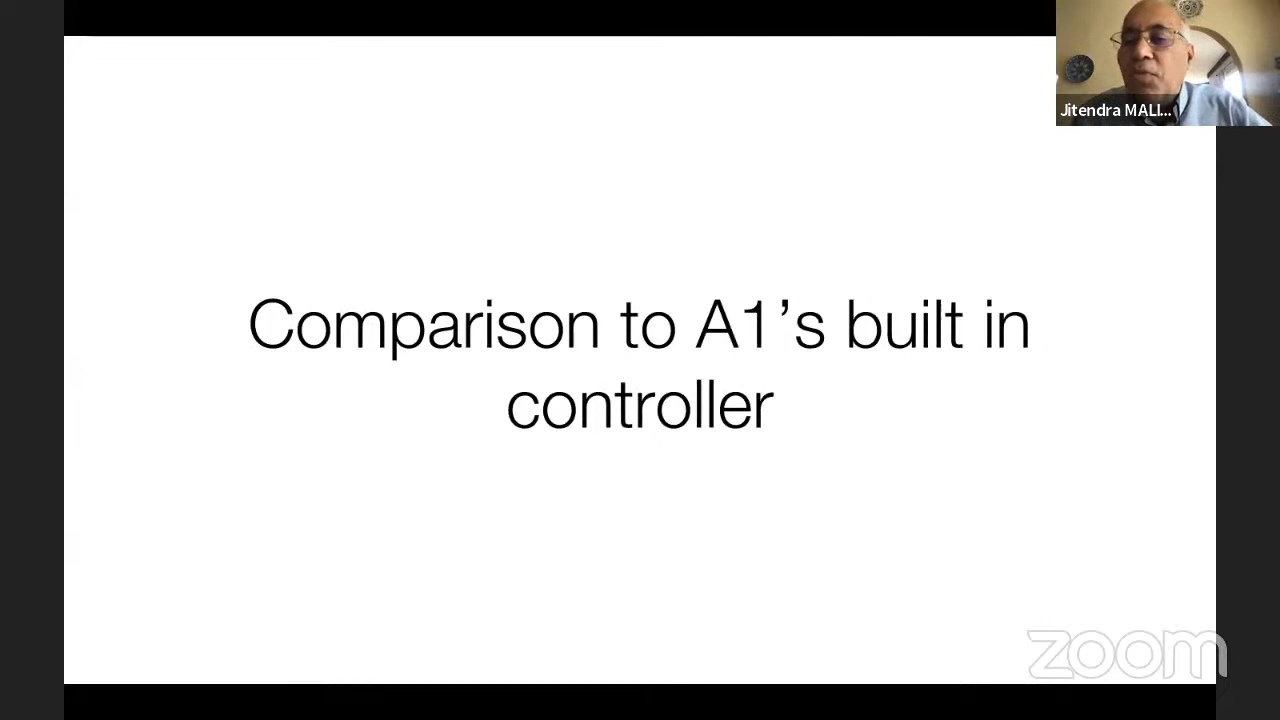 Jitendra MALI...
Comparison to A1’s built in
controller
zoom